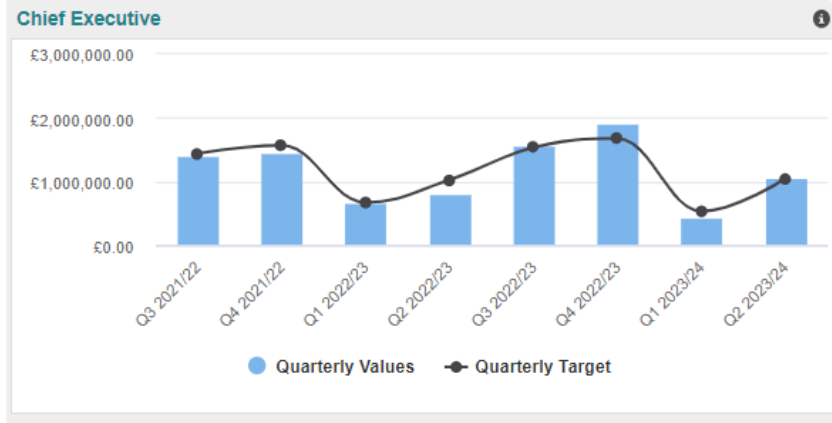 Chief Executive
£3,000,000.00
£2,000,000.00
£1,000,000.00
£0.00
Q3 2021/22
Q4 2021/22
Q1 2022/23
Q2 2022/23
Q3 2022/23
Q4 2022/23
Q1 2023/24
Q2 2023/24
Quarterly Values
Quarterly Target